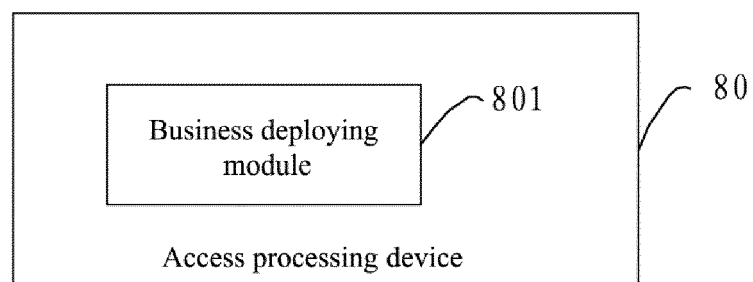 801
80
Business deploying
module
Access processing device